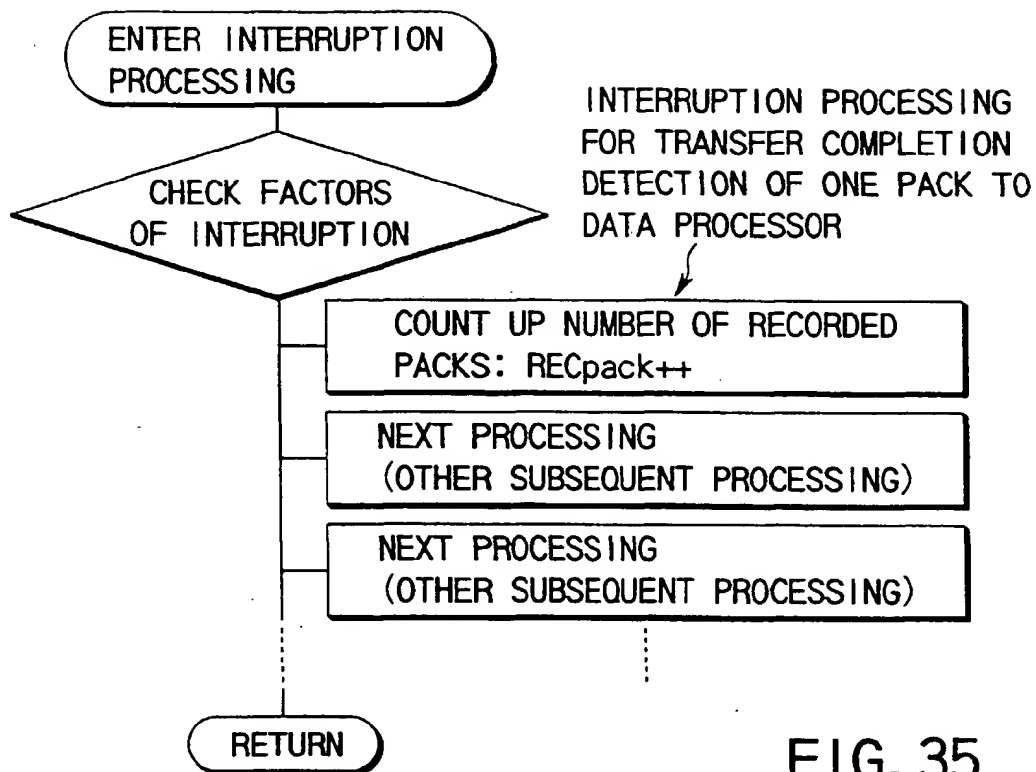 ENTER INTERRUPTION
PROCESSING
CHECK FACTORS
OF INTERRUPTION
INTERRUPTION PROCESSING
FOR TRANSFER COMPLETION
DETECTION OF ONE PACK TO
DATA PROCESSOR
COUNT UP NUMBER OF RECORDED
PACKS: RECpack++
NEXT PROCESSING
(OTHER SUBSEQUENT PROCESSING)
NEXT PROCESSING
(OTHER SUBSEQUENT PROCESSING)
RETURN
FIG. 35